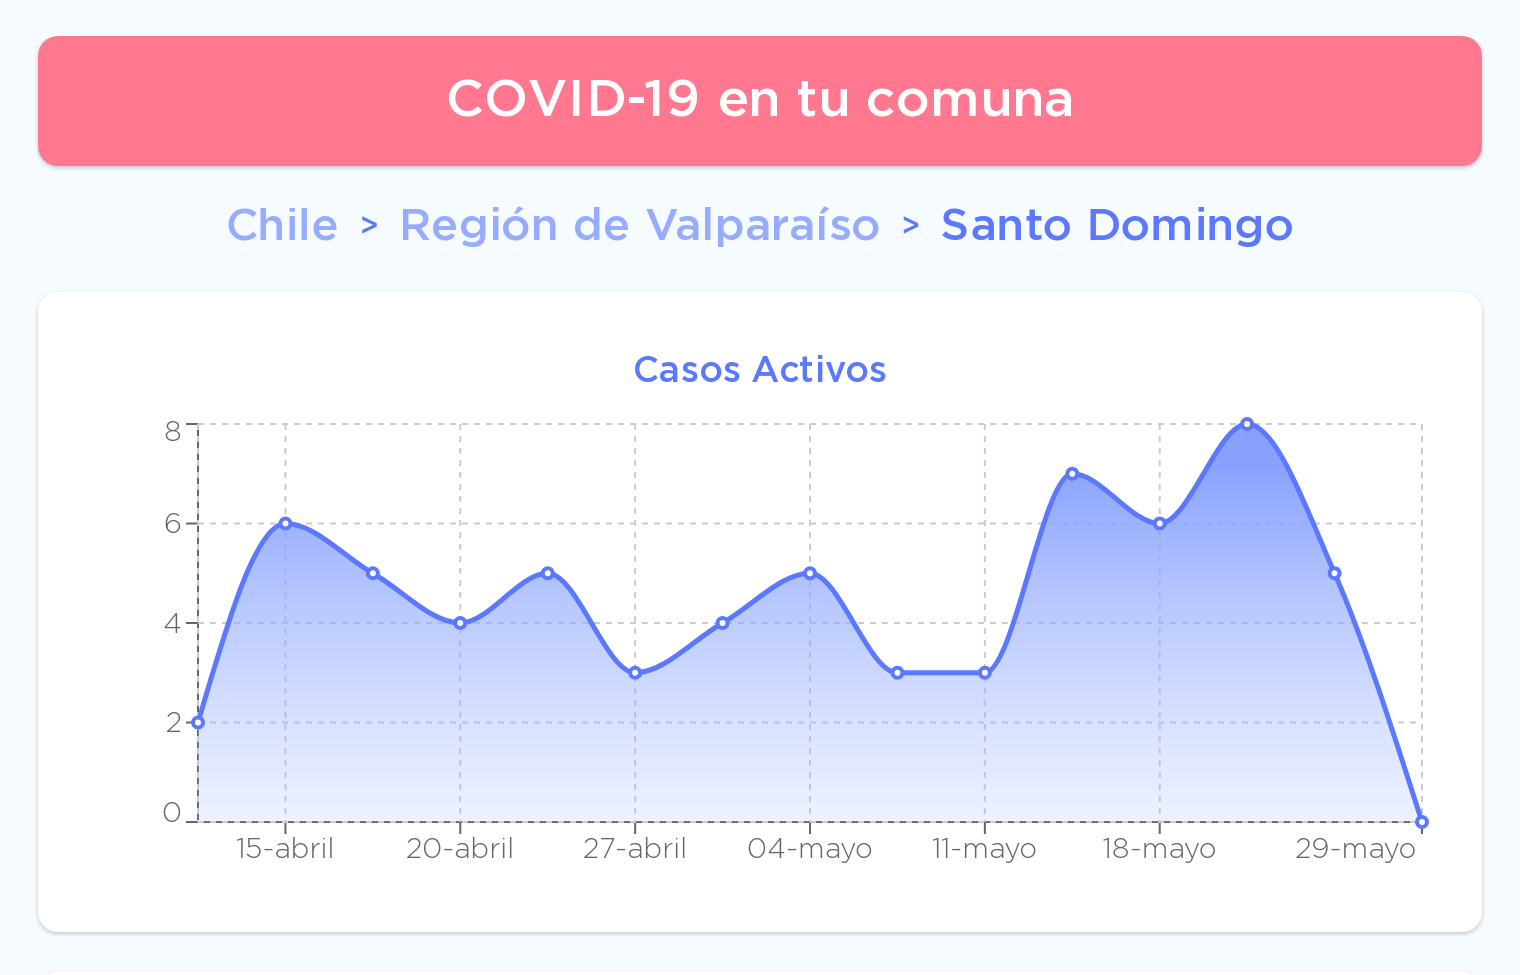 COVID-19 en tu comuna
Chile > Región de Valparaíso > Santo Domingo
Casos Activos
8
6
4
2
0
15-abril 20-abril 27-abril 04-mayo 11-mayo 18-mayo 29-mayo